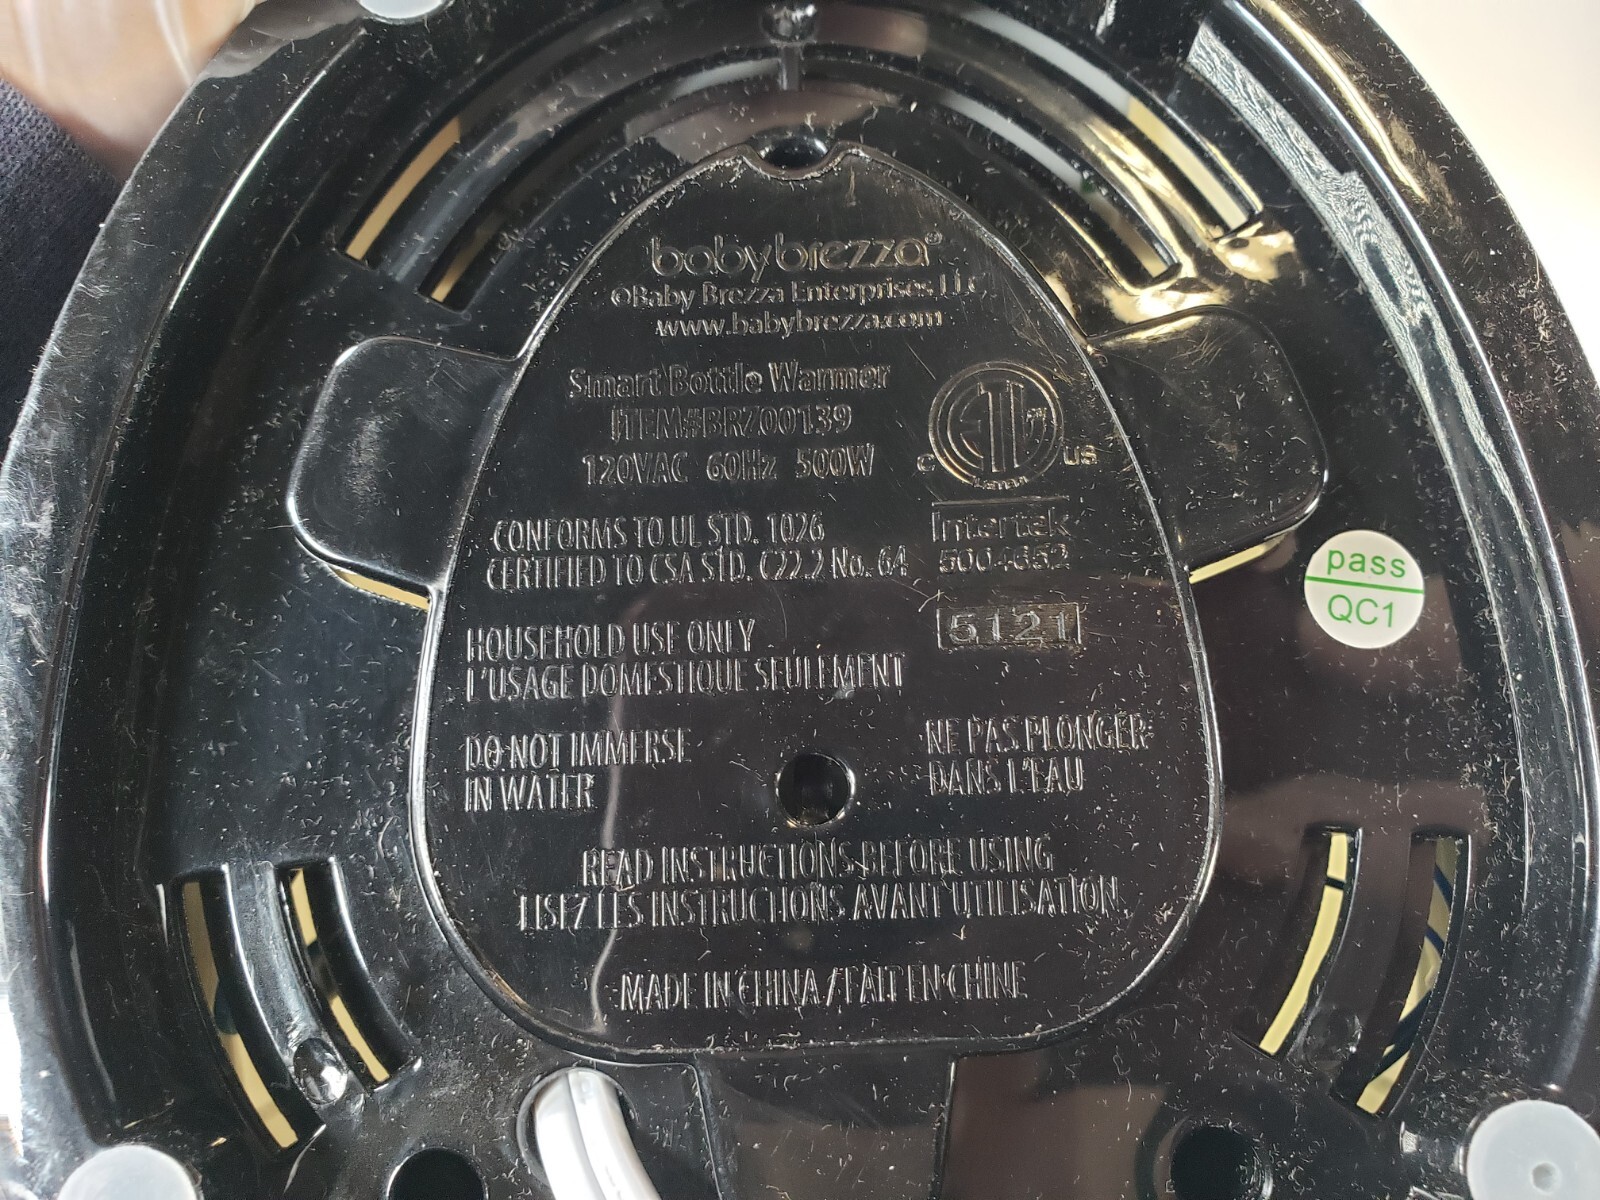 babybrezza®
©Baby Brezza Enterprises LLC
www.babybrezza.com
Smart Bottle Warmer
ITEM#BRZ00139
120VAC 60Hz 500W
ETL
c us
Intertek
5004652
CONFORMS TO UL STD. 1026
CERTIFIED TO CSA STD. C22.2 No. 64
5121
HOUSEHOLD USE ONLY
L'USAGE DOMESTIQUE SEULEMENT
DO NOT IMMERSE
IN WATER
NE PAS PLONGER
DANS L'EAU
READ INSTRUCTIONS BEFORE USING
LISEZ LES INSTRUCTIONS AVANT UTILISATION
MADE IN CHINA/FAIT EN CHINE
pass
QC1